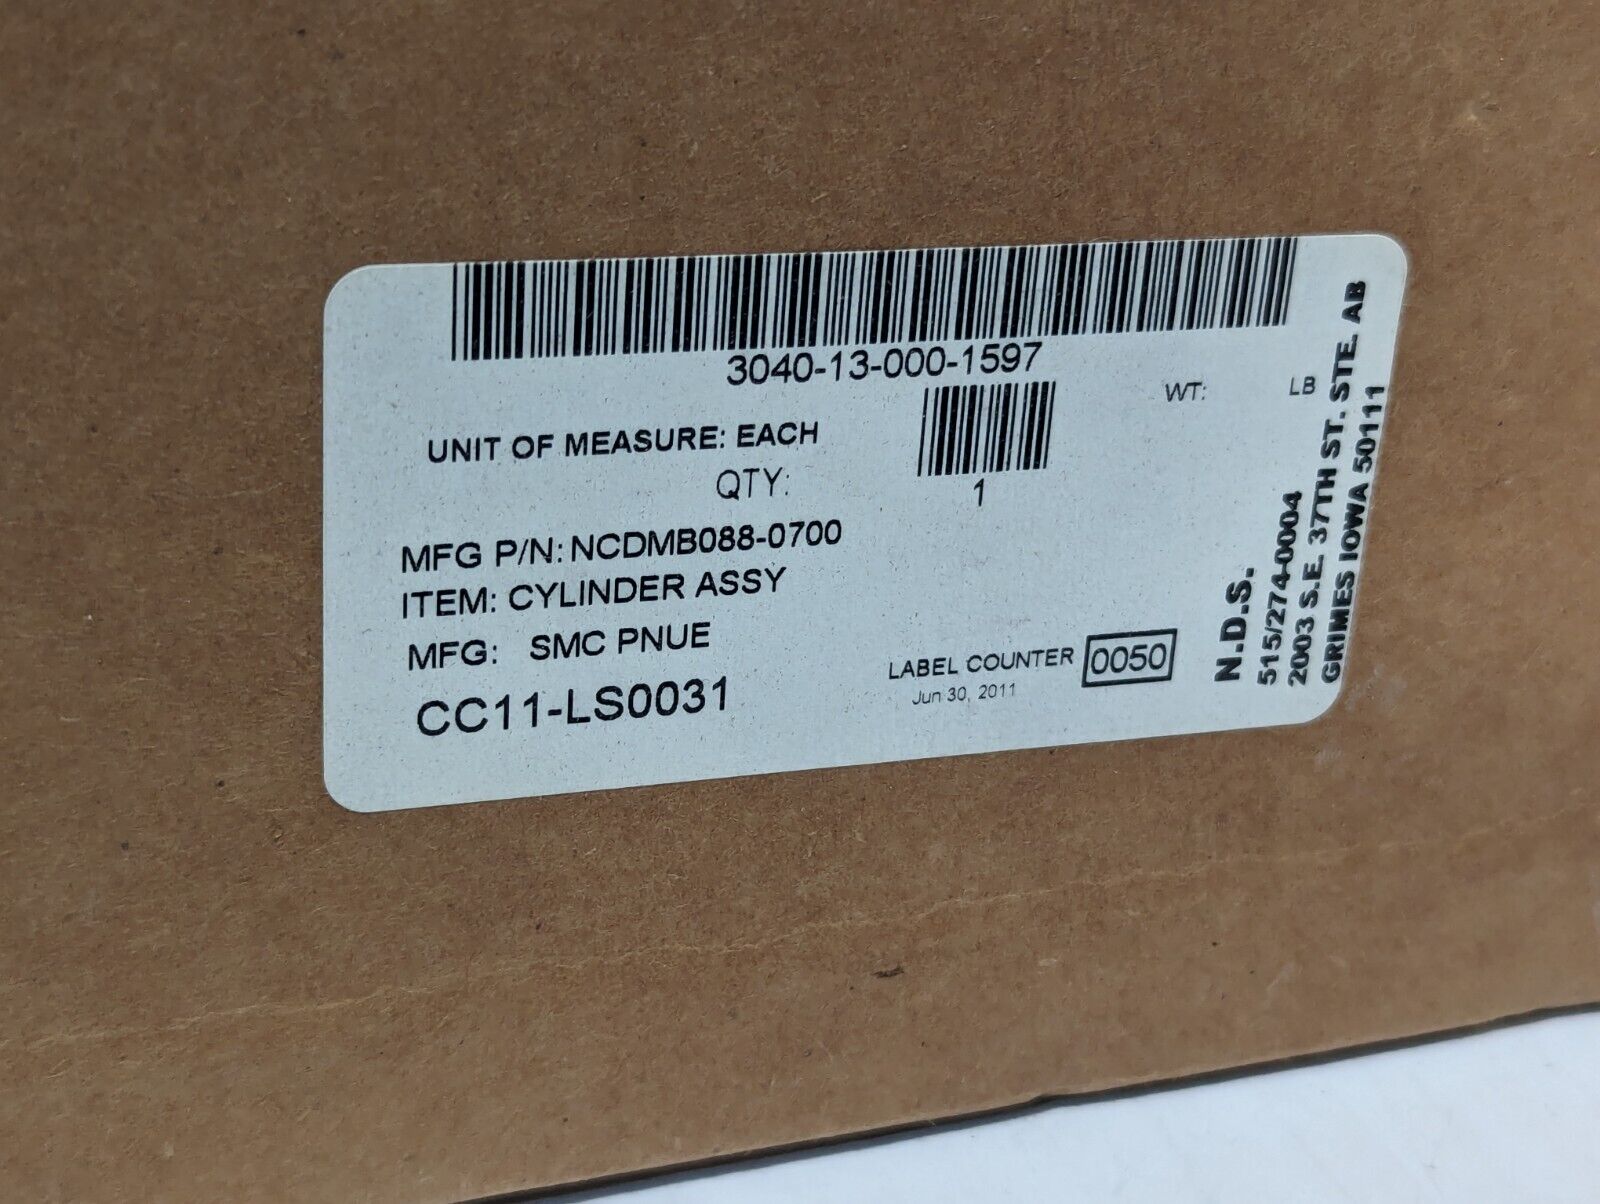 3040-13-000-1597
WT: LB
UNIT OF MEASURE: EACH
QTY: 1
MFG P/N: NCDMB088-0700
ITEM: CYLINDER ASSY
MFG: SMC PNUE
CC11-LS0031
LABEL COUNTER 0050
Jun 30, 2011
N.D.S.
515/274-0004
2003 S.E. 37TH ST. STE. AB
GRIMES IOWA 50111